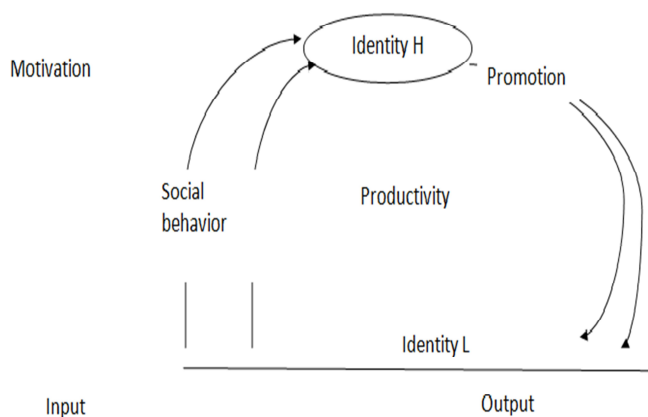 Identity H
Motivation
Promotion
Social
behavior
Productivity
Identity L
Input
Output